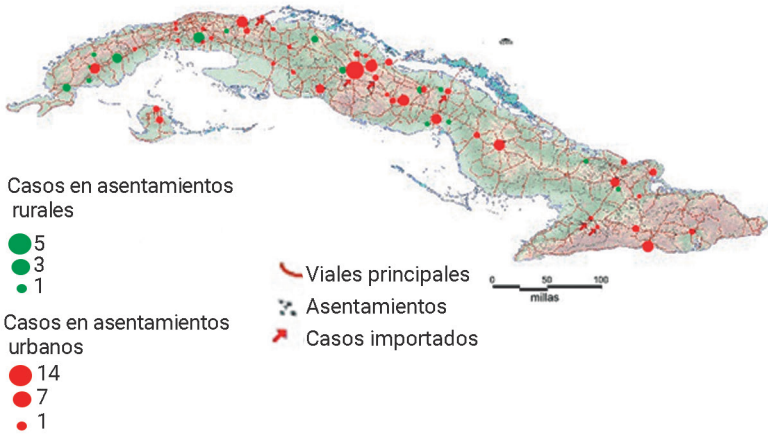 Casos en asentamientos
rurales
5
3
1
Casos en asentamientos
urbanos
14
7
1
Viales principales
Asentamientos
Casos importados
0 50 100
millas